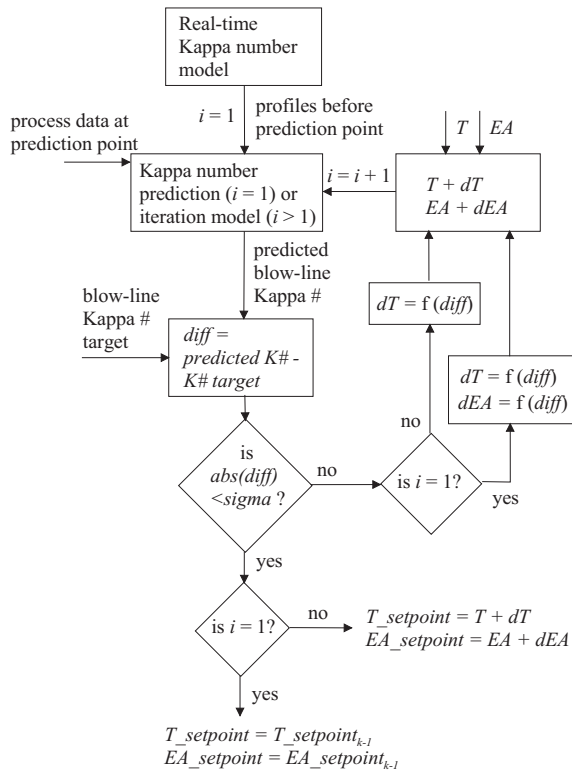 Real-time
Kappa number
model
i = 1
profiles before
prediction point
process data at
prediction point
T
EA
Kappa number
prediction (i = 1) or
iteration model (i > 1)
i = i + 1
T + dT
EA + dEA
predicted
blow-line
Kappa #
blow-line
Kappa #
target
dT = f (diff)
diff =
predicted K# -
K# target
dT = f (diff)
dEA = f (diff)
no
is
abs(diff)
<sigma ?
no
is i = 1?
yes
yes
is i = 1?
no
T_setpoint = T + dT
EA_setpoint = EA + dEA
yes
T_setpoint = T_setpointₖ₋₁
EA_setpoint = EA_setpointₖ₋₁